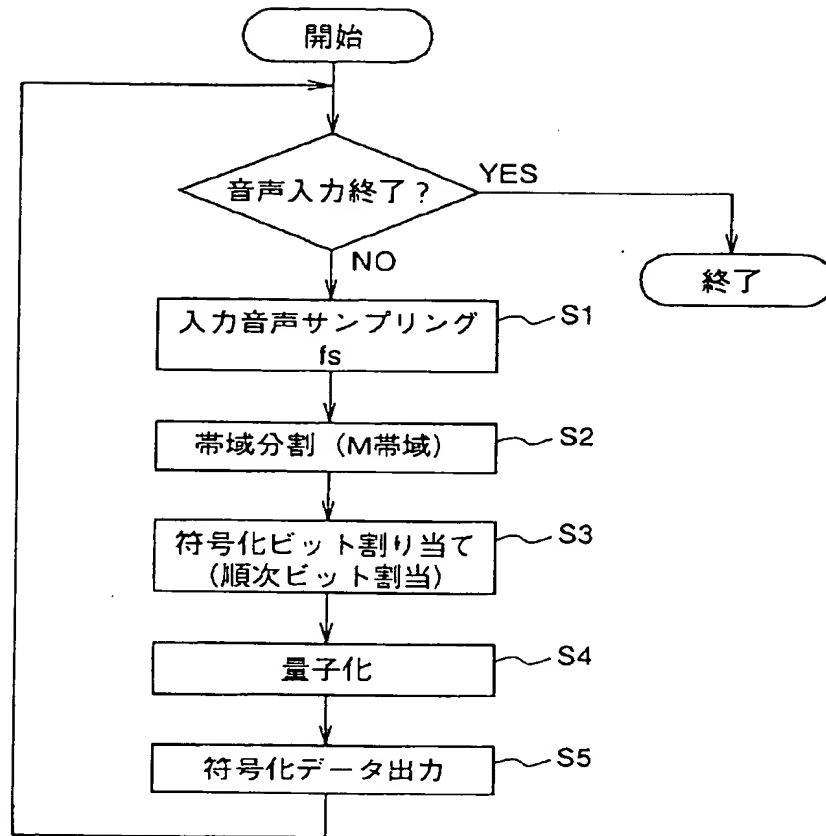 開始
音声入力終了?
YES
NO
終了
入力音声サンプリング
fs
S1
帯域分割(M帯域)
S2
符号化ビット割り当て
(順次ビット割当)
S3
量子化
S4
符号化データ出力
S5